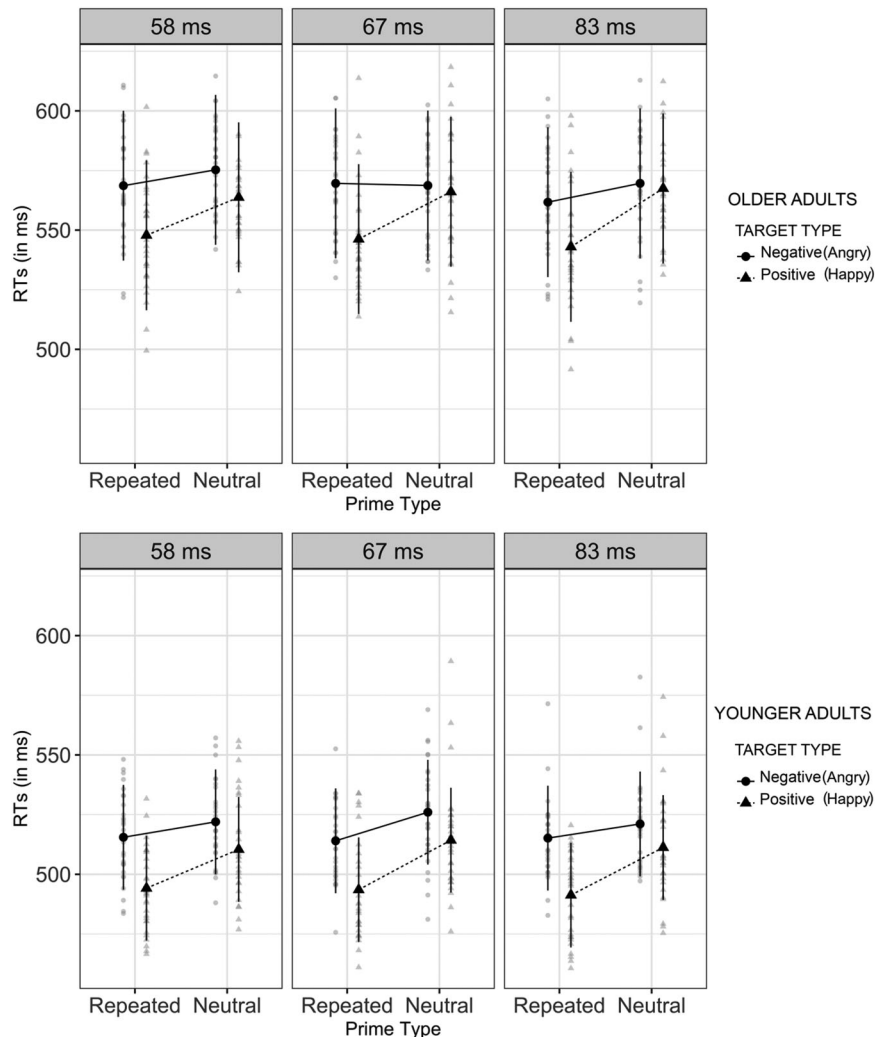 58 ms 67 ms 83 ms
600
550
500
RTs (in ms)
Repeated Neutral Repeated Neutral Repeated Neutral
Prime Type
OLDER ADULTS
TARGET TYPE
Negative (Angry)
Positive (Happy)
58 ms 67 ms 83 ms
600
550
500
RTs (in ms)
Repeated Neutral Repeated Neutral Repeated Neutral
Prime Type
YOUNGER ADULTS
TARGET TYPE
Negative (Angry)
Positive (Happy)